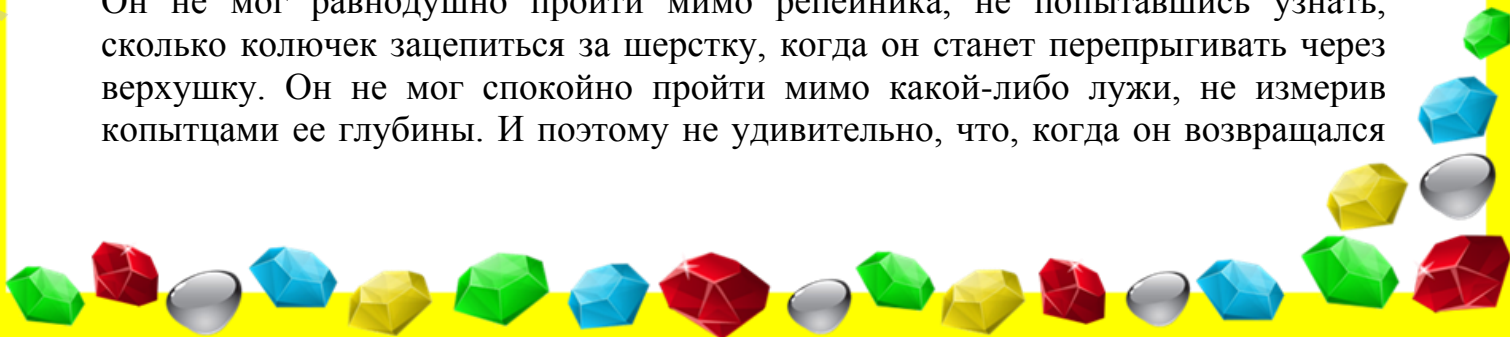 Он не мог равнодушно пройти мимо репейника, не попытавшись узнать,
сколько колючек зацепиться за шерстку, когда он станет перепрыгивать через
верхушку. Он не мог спокойно пройти мимо какой-либо лужи, не измерив
копытцами ее глубины. И поэтому не удивительно, что, когда он возвращался